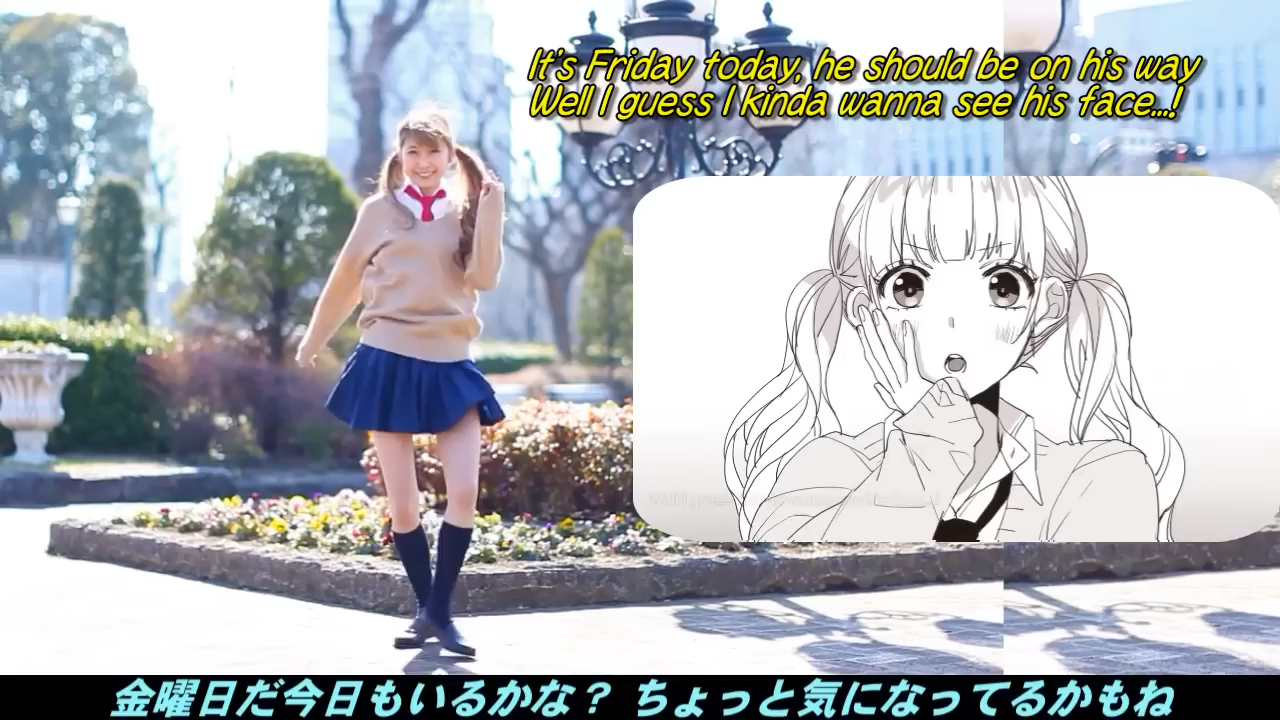 It's Friday today, he should be on his way
Well I guess I kinda wanna see his face...!
金曜日だ今日もいるかな？ ちょっと気になってるかもね